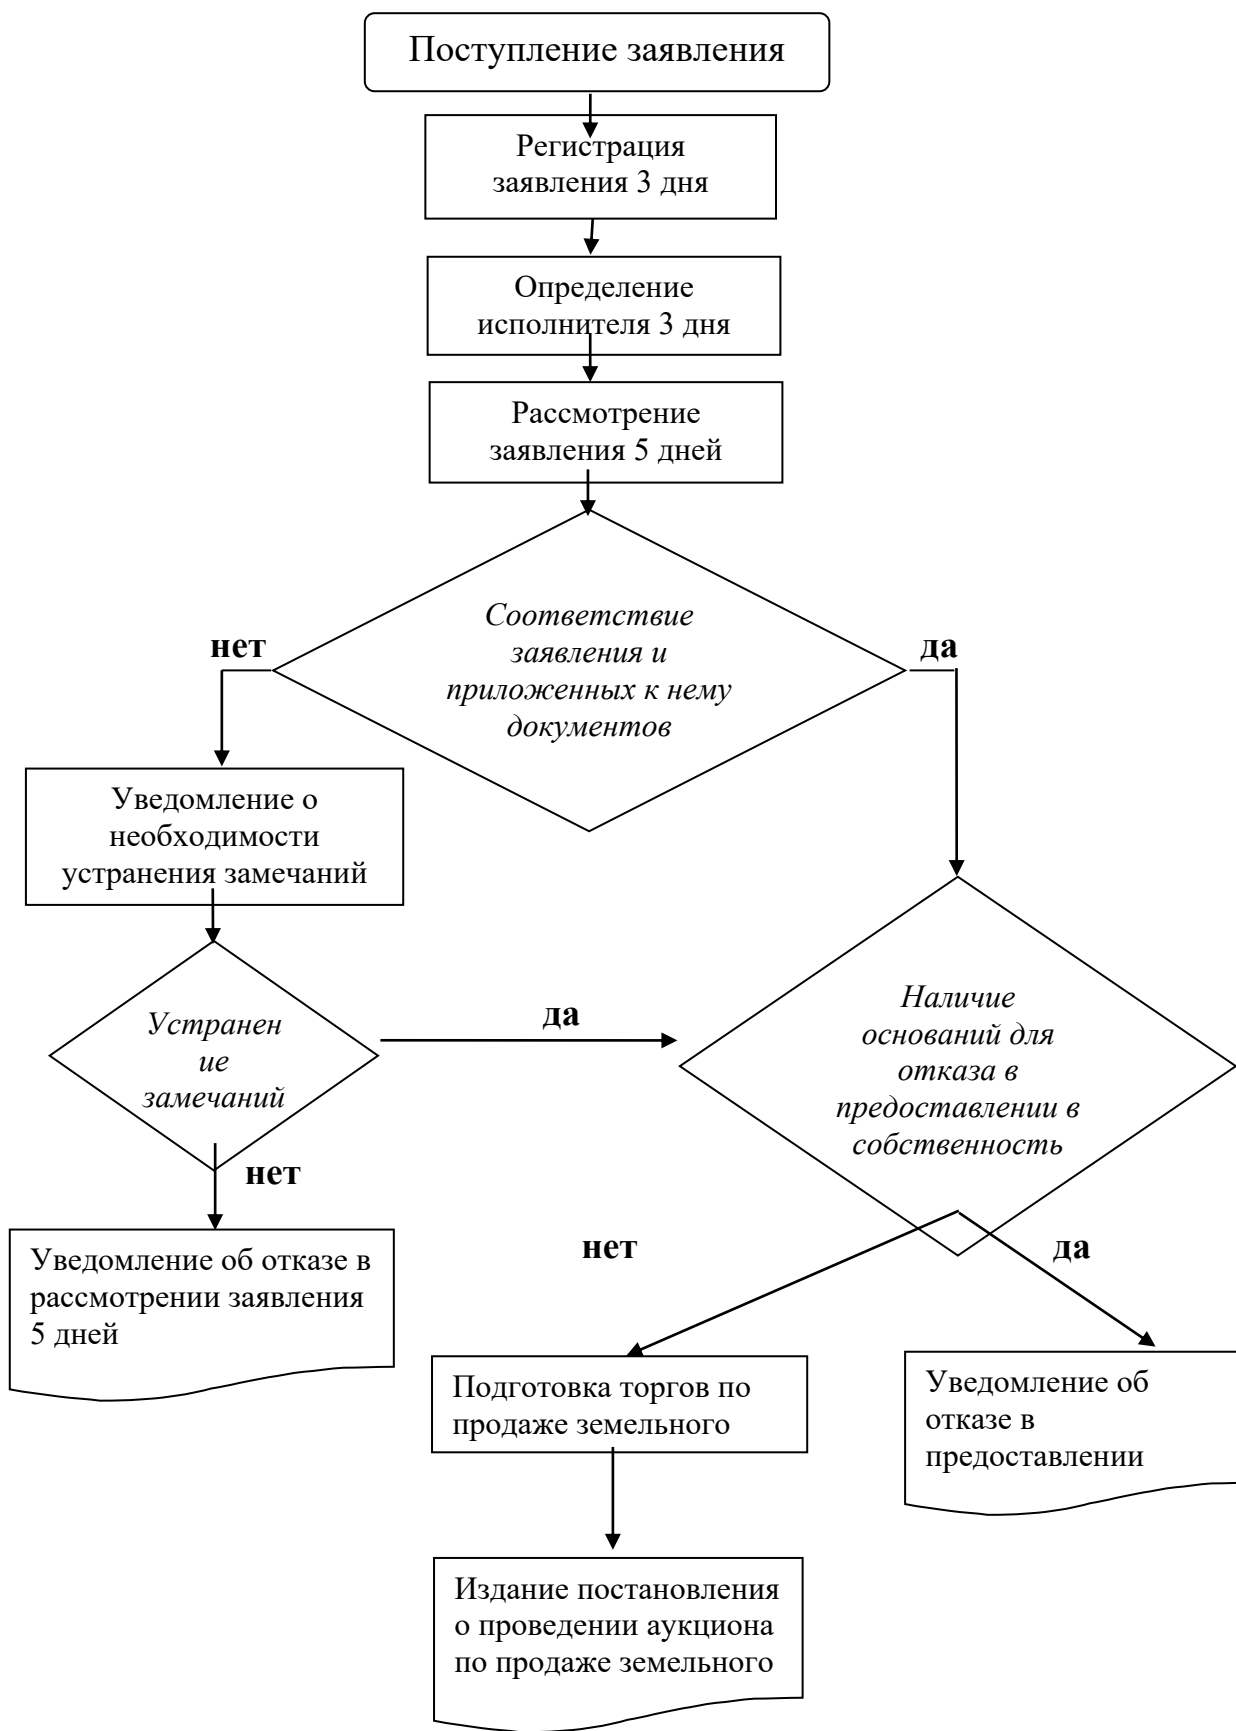 Поступление заявления
Регистрация
заявления 3 дня
Определение
исполнителя 3 дня
Рассмотрение
заявления 5 дней
Соответствие
заявления и
приложенных к нему
документов
нет
да
Уведомление о
необходимости
устранения замечаний
Устранен
ие
замечаний
да
Наличие
оснований для
отказа в
предоставлении в
собственность
нет
Уведомление об отказе в
рассмотрении заявления
5 дней
нет
да
Подготовка торгов по
продаже земельного
Уведомление об
отказе в
предоставлении
Издание постановления
о проведении аукциона
по продаже земельного